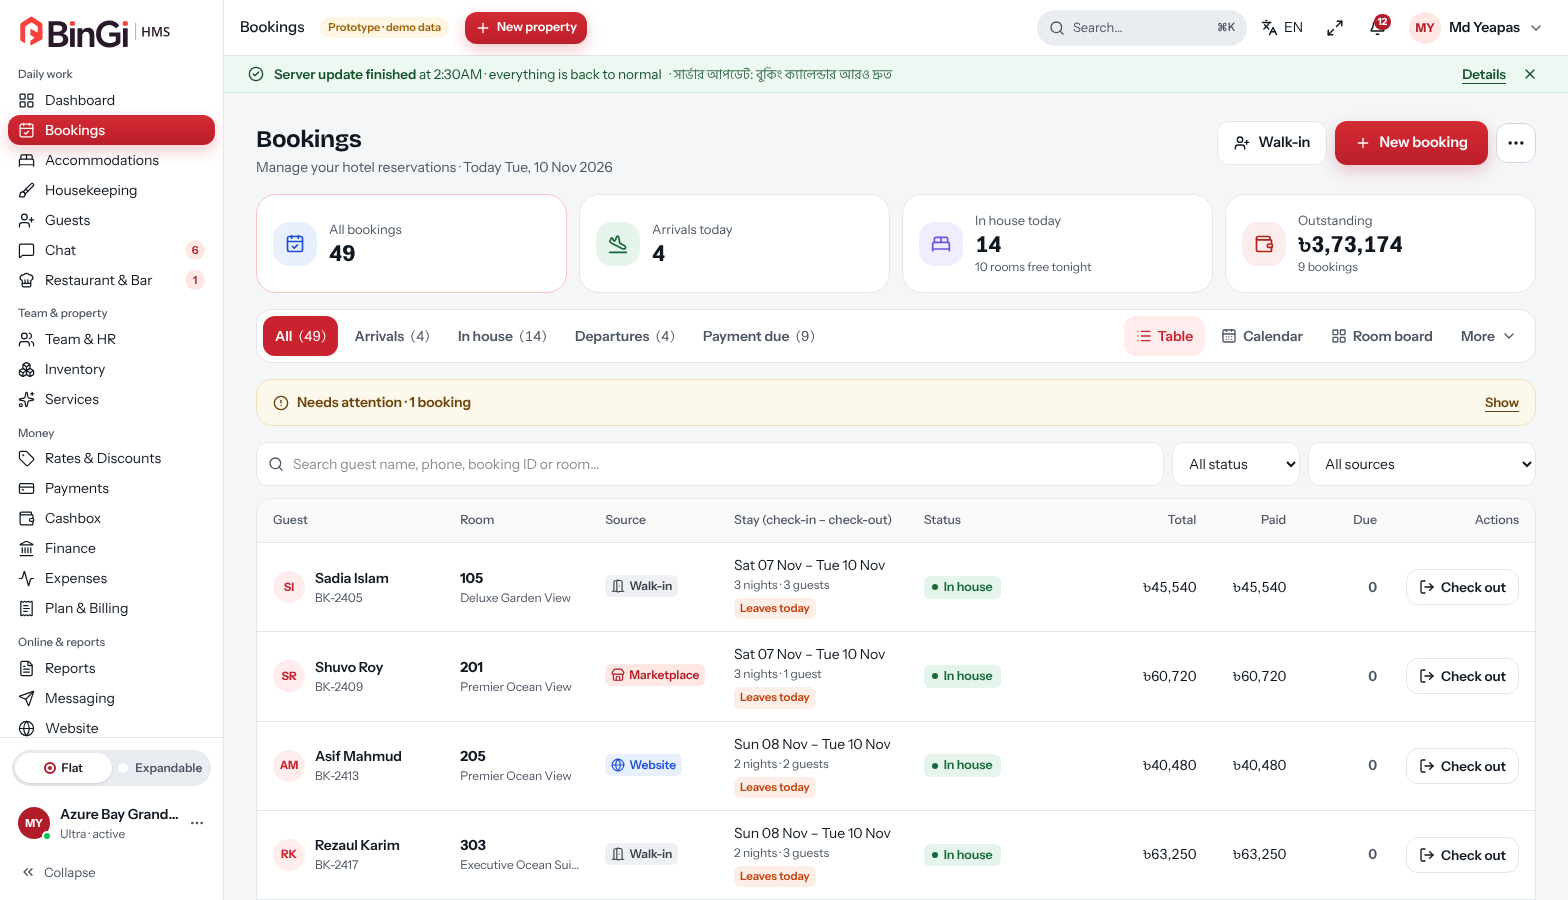 BinGi | HMS
Daily work
Dashboard
Bookings
Accommodations
Housekeeping
Guests
Chat 6
Restaurant & Bar 1
Team & property
Team & HR
Inventory
Services
Money
Rates & Discounts
Payments
Cashbox
Finance
Expenses
Plan & Billing
Online & reports
Reports
Messaging
Website
Flat Expandable
MY Azure Bay Grand...
Ultra · active
Collapse
Bookings Prototype · demo data New property Search... ⌘K EN 12 MY Md Yeapas
Server update finished at 2:30AM · everything is back to normal · সার্ভার আপডেট: বুকিং ক্যালেন্ডার আরও দ্রুত Details
Bookings
Manage your hotel reservations · Today Tue, 10 Nov 2026
Walk-in New booking
All bookings
49
Arrivals today
4
In house today
14
10 rooms free tonight
Outstanding
৳3,73,174
9 bookings
All (49) Arrivals (4) In house (14) Departures (4) Payment due (9) Table Calendar Room board More
Needs attention · 1 booking Show
Search guest name, phone, booking ID or room... All status All sources
Guest Room Source Stay (check-in – check-out) Status Total Paid Due Actions
SI Sadia Islam 105 Walk-in Sat 07 Nov – Tue 10 Nov In house ৳45,540 ৳45,540 0 Check out
BK-2405 Deluxe Garden View 3 nights · 3 guests
Leaves today
SR Shuvo Roy 201 Marketplace Sat 07 Nov – Tue 10 Nov In house ৳60,720 ৳60,720 0 Check out
BK-2409 Premier Ocean View 3 nights · 1 guest
Leaves today
AM Asif Mahmud 205 Website Sun 08 Nov – Tue 10 Nov In house ৳40,480 ৳40,480 0 Check out
BK-2413 Premier Ocean View 2 nights · 2 guests
Leaves today
RK Rezaul Karim 303 Walk-in Sun 08 Nov – Tue 10 Nov In house ৳63,250 ৳63,250 0 Check out
BK-2417 Executive Ocean Sui... 2 nights · 3 guests
Leaves today